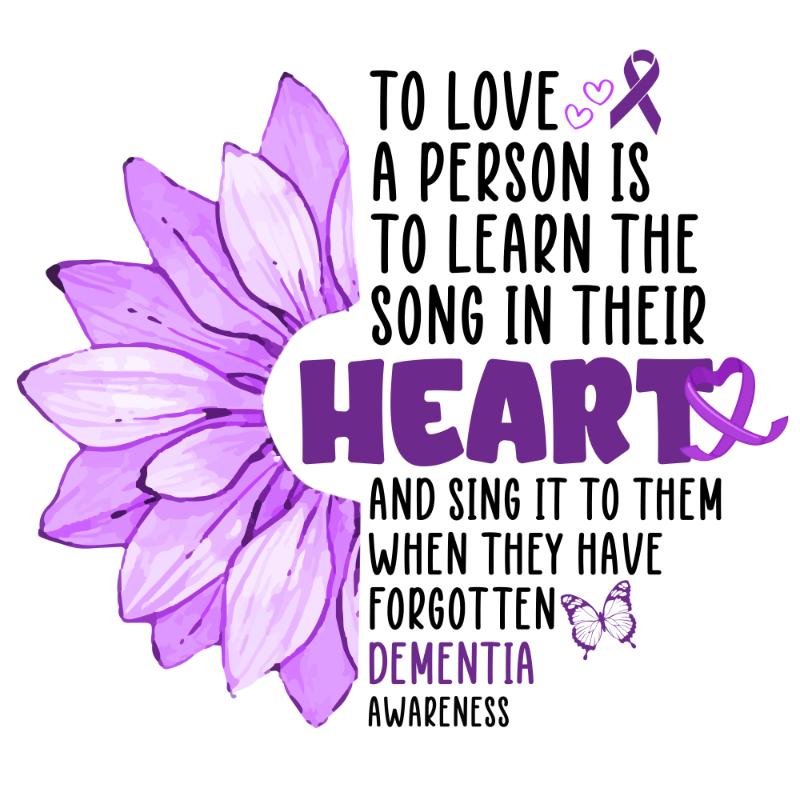 TO LOVE
A PERSON IS
TO LEARN THE
SONG IN THEIR
HEART
AND SING IT TO THEM
WHEN THEY HAVE
FORGOTTEN
DEMENTIA
AWARENESS